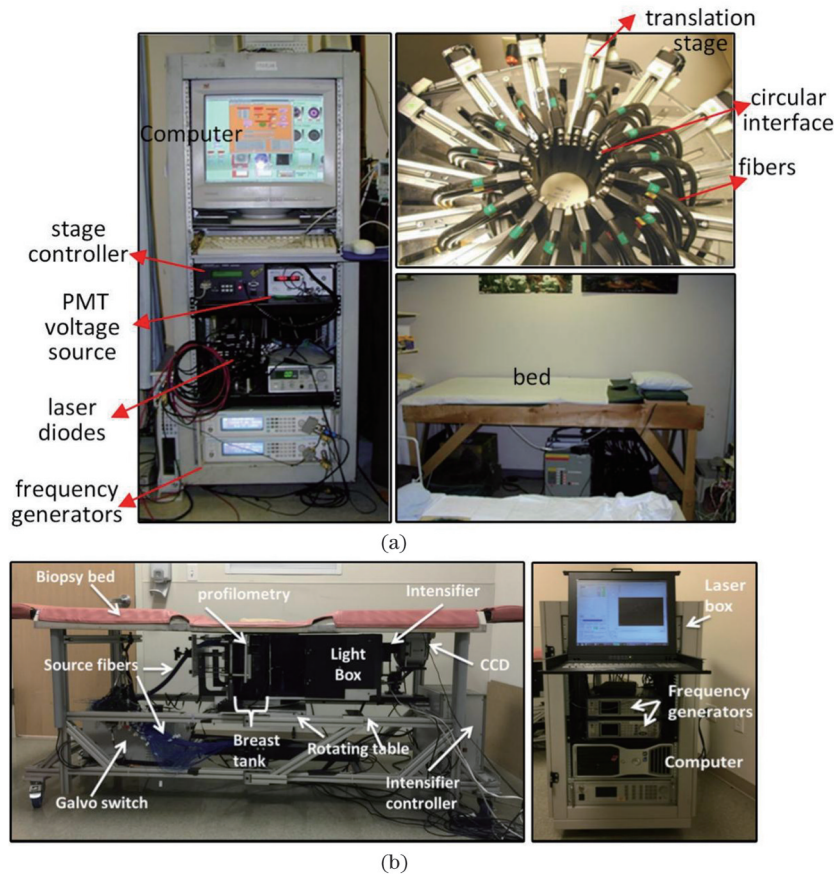 translation
stage
circular
interface
fibers
Computer
stage
controller
PMT
voltage
source
laser
diodes
frequency
generators
bed
(a)
Biopsy bed
profilometry
Intensifier
Source fibers
Light
Box
CCD
Breast
tank
Rotating table
Galvo switch
Intensifier
controller
Laser
box
Frequency
generators
Computer
(b)